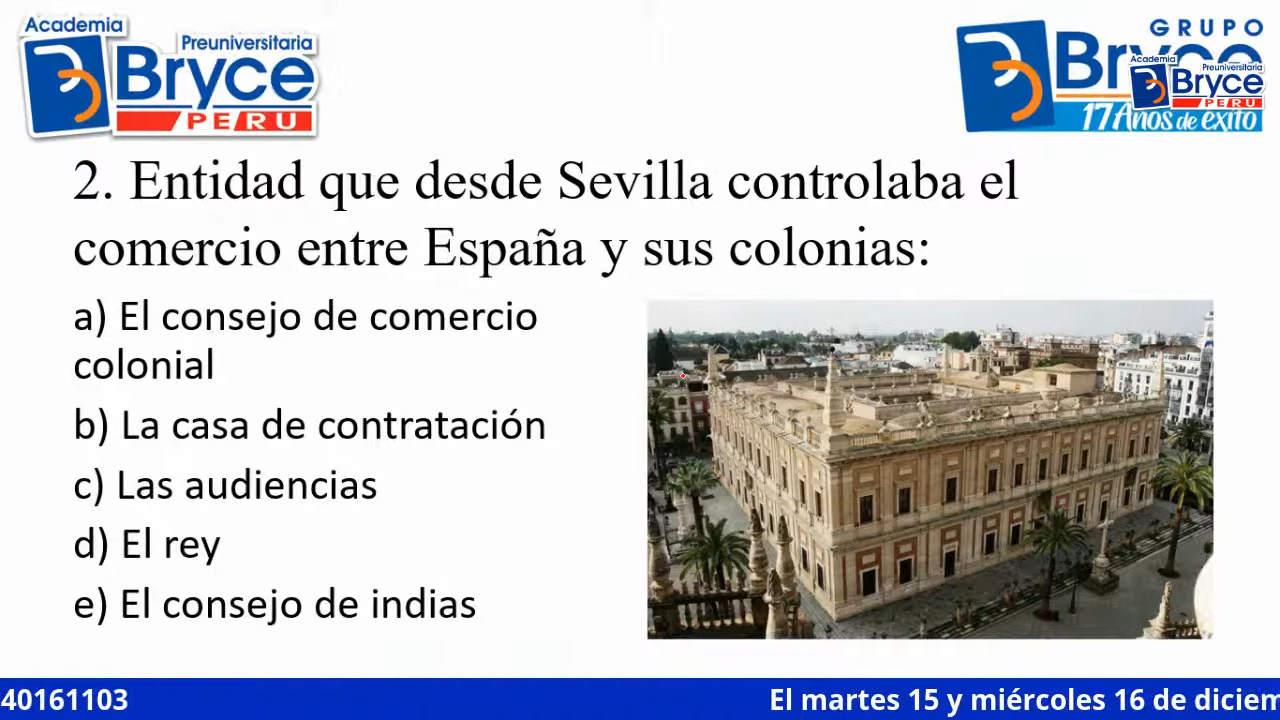 Academia
Preuniversitaria
Bryce
PERU
GRUPO
Academia
Preuniversitaria
Bryce
PERU
17 Años de éxito
2. Entidad que desde Sevilla controlaba el
comercio entre España y sus colonias:
a) El consejo de comercio
colonial
b) La casa de contratación
c) Las audiencias
d) El rey
e) El consejo de indias
40161103
El martes 15 y miércoles 16 de diciem